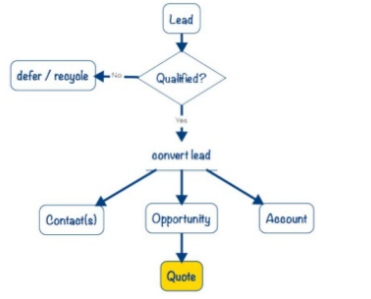 Lead
Qualified?
No
defer / recycle
Yes
convert lead
Contact(s)
Opportunity
Account
Quote